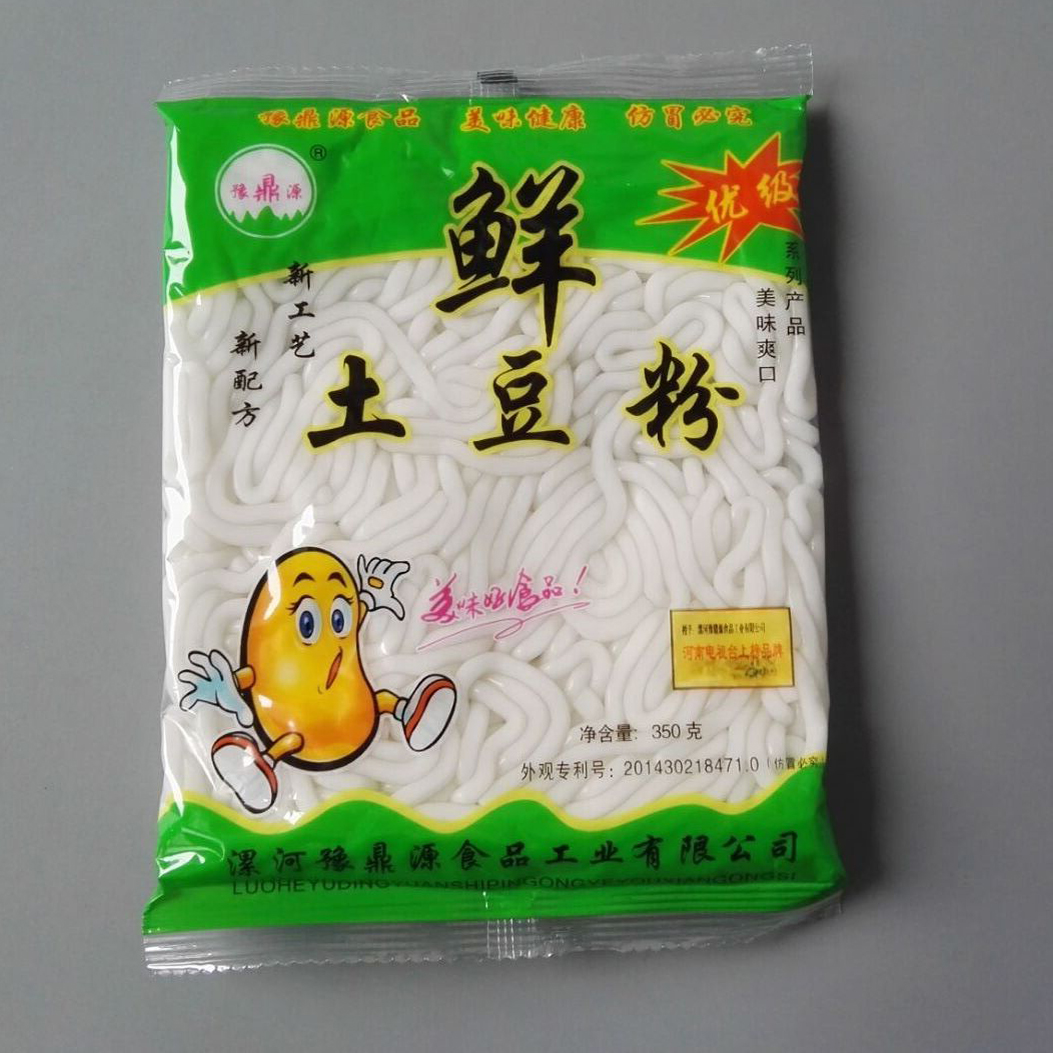 豫鼎源食品 美味健康 仿冒必究
豫鼎源
®
优级
系列产品
美味爽口
鲜
土豆粉
新工艺
新配方
美味好食品！
河南电视台上榜品牌
净含量: 350克
外观专利号: 201430218471.0 (仿冒必究
漯河豫鼎源食品工业有限公司
LUOHEYUDINGYUANSHIPINGONGYEYOUXIANGONGSI